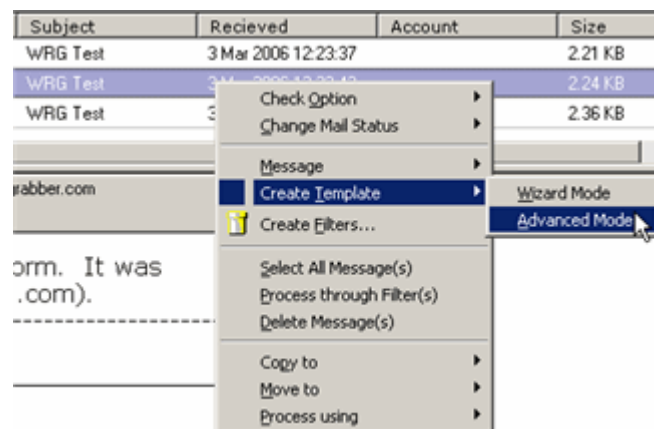 Subject Recieved Account Size
WRG Test 3 Mar 2006 12:23:37 2.21 KB
WRG Test 2.24 KB
WRG Test 2.36 KB
Check Option
Change Mail Status
Message
Create Template
Wizard Mode
Advanced Mode
Create Filters...
Select All Message(s)
Process through Filter(s)
Delete Message(s)
Copy to
Move to
Process using
rabber.com
orm. It was
.com).